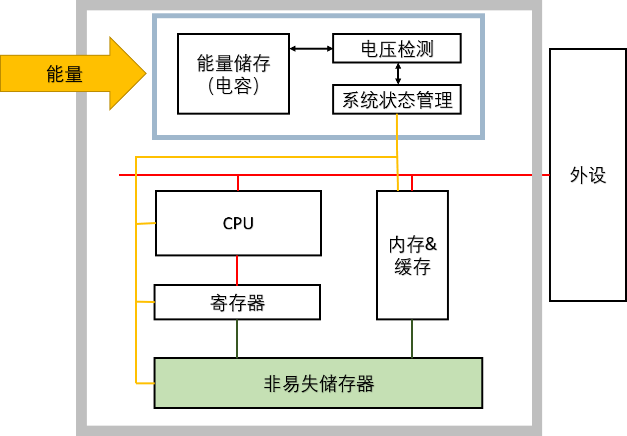 能量
能量储存
（电容）
电压检测
系统状态管理
外设
CPU
内存&
缓存
寄存器
非易失储存器